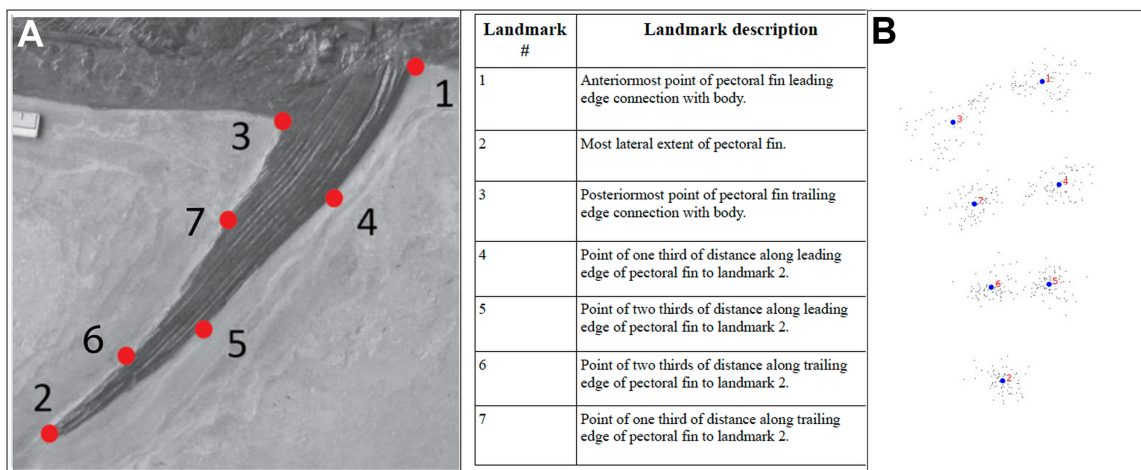 A
1
3
4
7
5
6
2
Landmark
#
Landmark description
1
Anteriormost point of pectoral fin leading
edge connection with body.
2
Most lateral extent of pectoral fin.
3
Posteriormost point of pectoral fin trailing
edge connection with body.
4
Point of one third of distance along leading
edge of pectoral fin to landmark 2.
5
Point of two thirds of distance along leading
edge of pectoral fin to landmark 2.
6
Point of two thirds of distance along trailing
edge of pectoral fin to landmark 2.
7
Point of one third of distance along trailing
edge of pectoral fin to landmark 2.
B
1
3
4
7
5
6
2